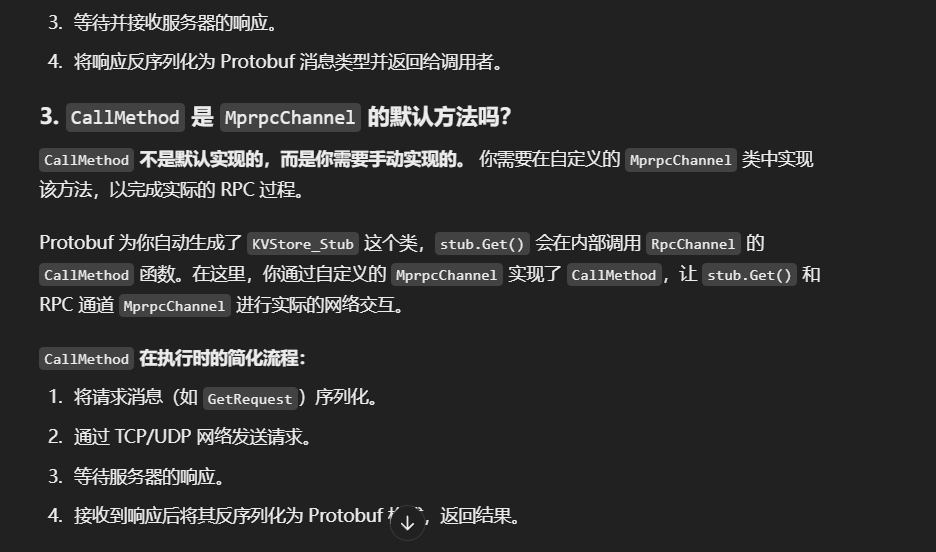 3. 等待并接收服务器的响应。
4. 将响应反序列化为 Protobuf 消息类型并返回给调用者。
3. CallMethod 是 MprpcChannel 的默认方法吗？
CallMethod 不是默认实现的，而是你需要手动实现的。 你需要在自定义的 MprpcChannel 类中实现
该方法，以完成实际的 RPC 过程。
Protobuf 为你自动生成了 KVStore_Stub 这个类，stub.Get() 会在内部调用 RpcChannel 的
CallMethod 函数。在这里，你通过自定义的 MprpcChannel 实现了 CallMethod，让 stub.Get() 和
RPC 通道 MprpcChannel 进行实际的网络交互。
CallMethod 在执行时的简化流程：
1. 将请求消息（如 GetRequest）序列化。
2. 通过 TCP/UDP 网络发送请求。
3. 等待服务器的响应。
4. 接收到响应后将其反序列化为 Protobuf ，返回结果。